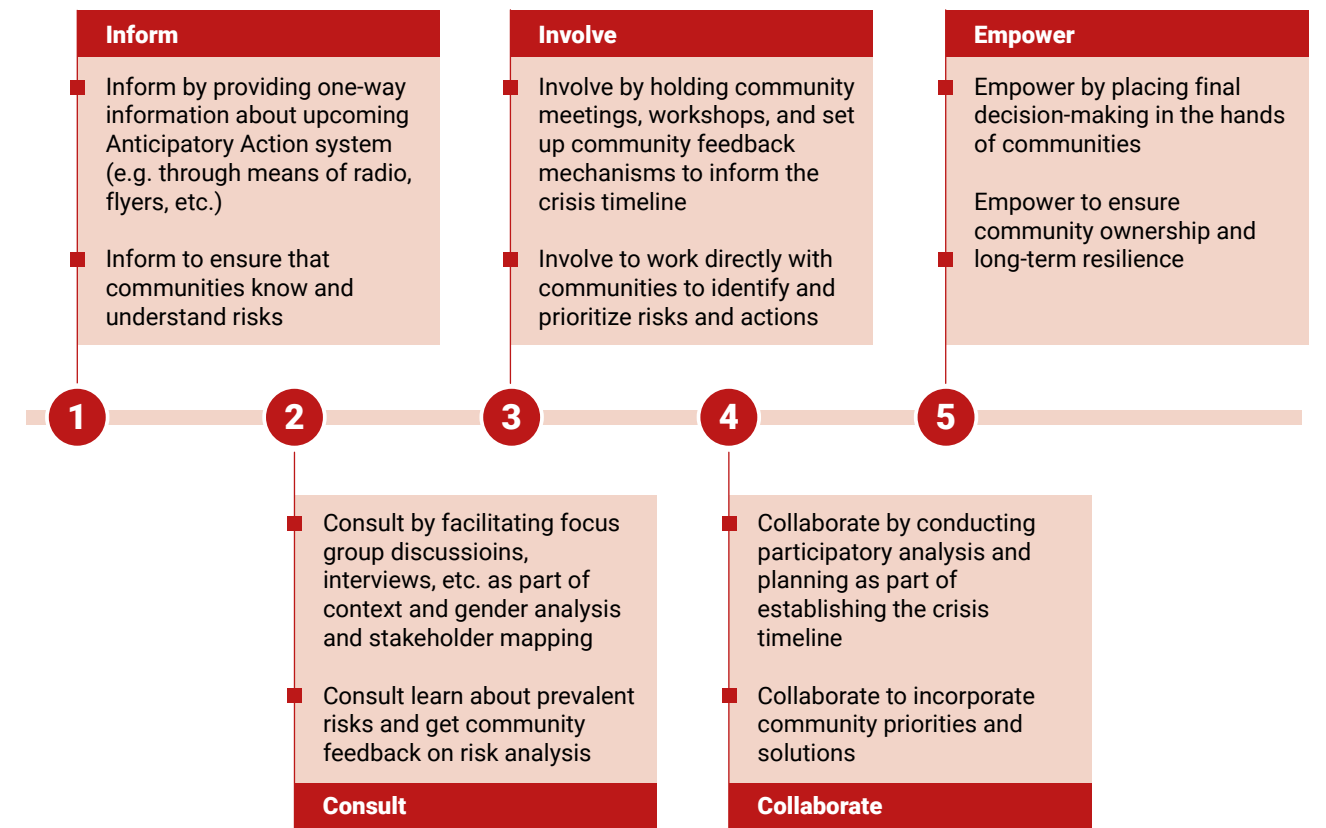 Inform
Inform by providing one-way
information about upcoming
Anticipatory Action system
(e.g. through means of radio,
flyers, etc.)
Inform to ensure that
communities know and
understand risks
Involve
Involve by holding community
meetings, workshops, and set
up community feedback
mechanisms to inform the
crisis timeline
Involve to work directly with
communities to identify and
prioritize risks and actions
Empower
Empower by placing final
decision-making in the hands
of communities
Empower to ensure
community ownership and
long-term resilience
1
2
3
4
5
Consult by facilitating focus
group discussioins,
interviews, etc. as part of
context and gender analysis
and stakeholder mapping
Consult learn about prevalent
risks and get community
feedback on risk analysis
Consult
Collaborate by conducting
participatory analysis and
planning as part of
establishing the crisis
timeline
Collaborate to incorporate
community priorities and
solutions
Collaborate